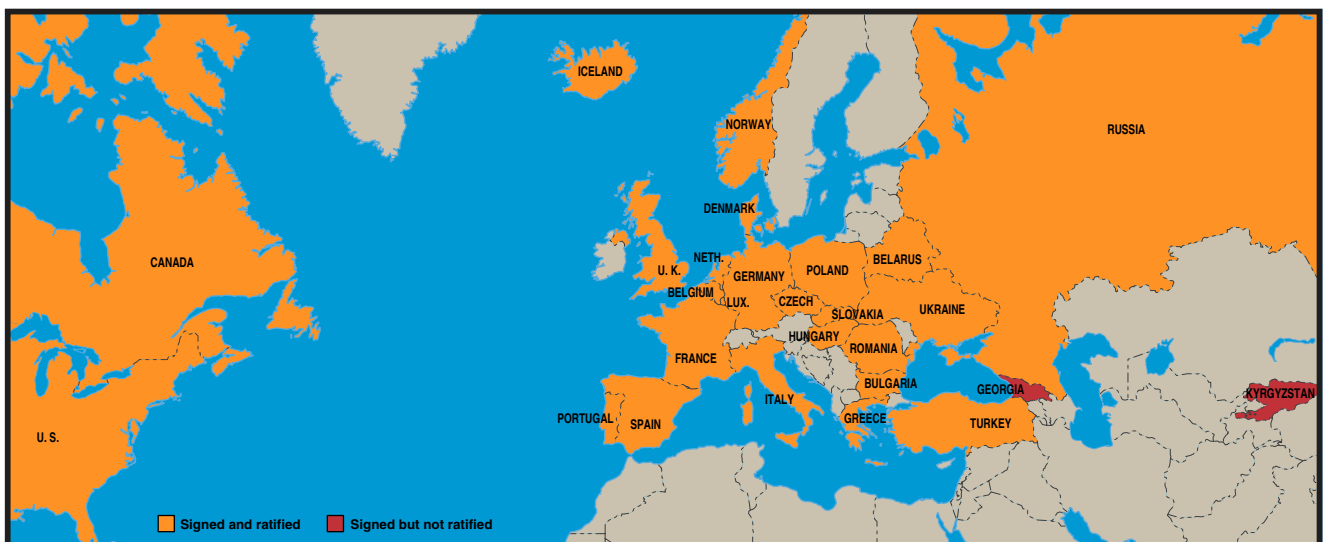 ICELAND
NORWAY
RUSSIA
DENMARK
CANADA
U. K.
NETH.
BELARUS
GERMANY
POLAND
BELGIUM
LUX.
CZECH
SLOVAKIA
UKRAINE
HUNGARY
ROMANIA
FRANCE
BULGARIA
GEORGIA
KYRGYZSTAN
ITALY
PORTUGAL
SPAIN
GREECE
TURKEY
U. S.
Signed and ratified
Signed but not ratified